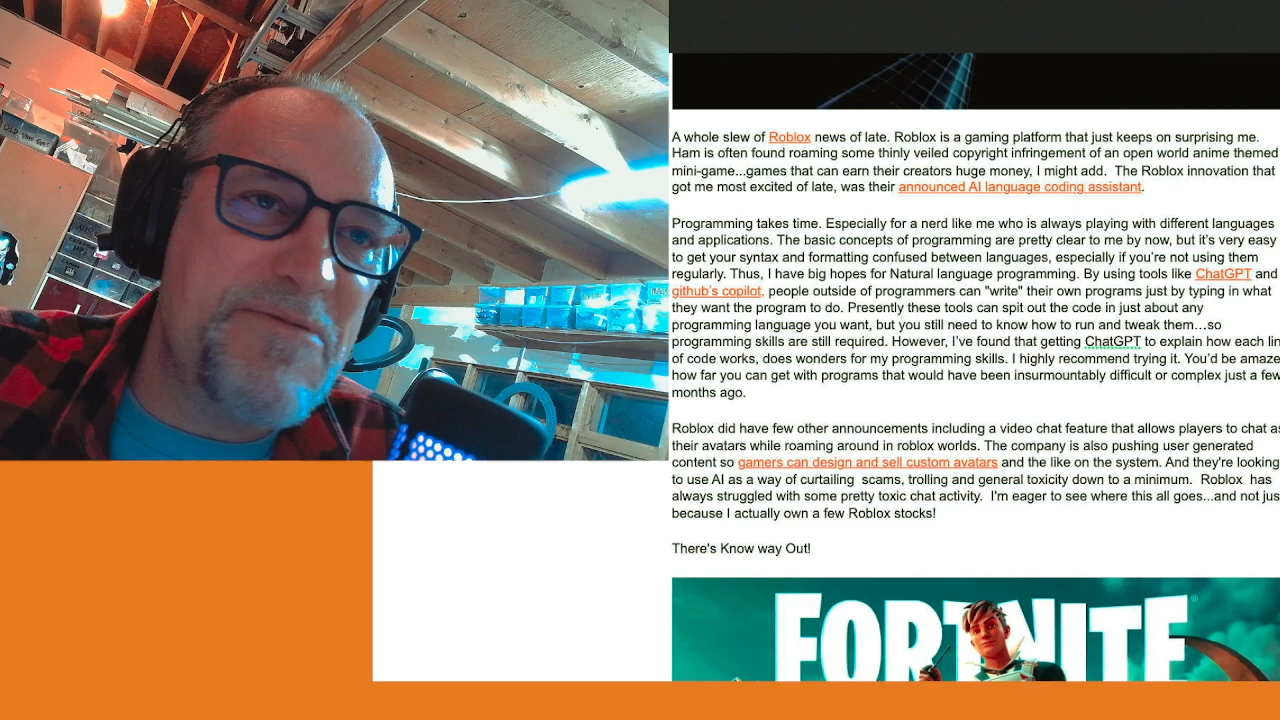 A whole slew of Roblox news of late. Roblox is a gaming platform that just keeps on surprising me.
Ham is often found roaming some thinly veiled copyright infringement of an open world anime themed
mini-game...games that can earn their creators huge money, I might add.  The Roblox innovation that
got me most excited of late, was their announced AI language coding assistant.
Programming takes time. Especially for a nerd like me who is always playing with different languages
and applications. The basic concepts of programming are pretty clear to me by now, but it's very easy
to get your syntax and formatting confused between languages, especially if you're not using them
regularly. Thus, I have big hopes for Natural language programming. By using tools like ChatGPT and
github's copilot, people outside of programmers can "write" their own programs just by typing in what
they want the program to do. Presently these tools can spit out the code in just about any
programming language you want, but you still need to know how to run and tweak them…so
programming skills are still required. However, I've found that getting ChatGPT to explain how each lin
of code works, does wonders for my programming skills. I highly recommend trying it. You'd be amaze
how far you can get with programs that would have been insurmountably difficult or complex just a few
months ago.
Roblox did have few other announcements including a video chat feature that allows players to chat as
their avatars while roaming around in roblox worlds. The company is also pushing user generated
content so gamers can design and sell custom avatars and the like on the system. And they're looking
to use AI as a way of curtailing  scams, trolling and general toxicity down to a minimum.  Roblox  has
always struggled with some pretty toxic chat activity.  I'm eager to see where this all goes...and not jus
because I actually own a few Roblox stocks!
There's Know way Out!
FORTNITE